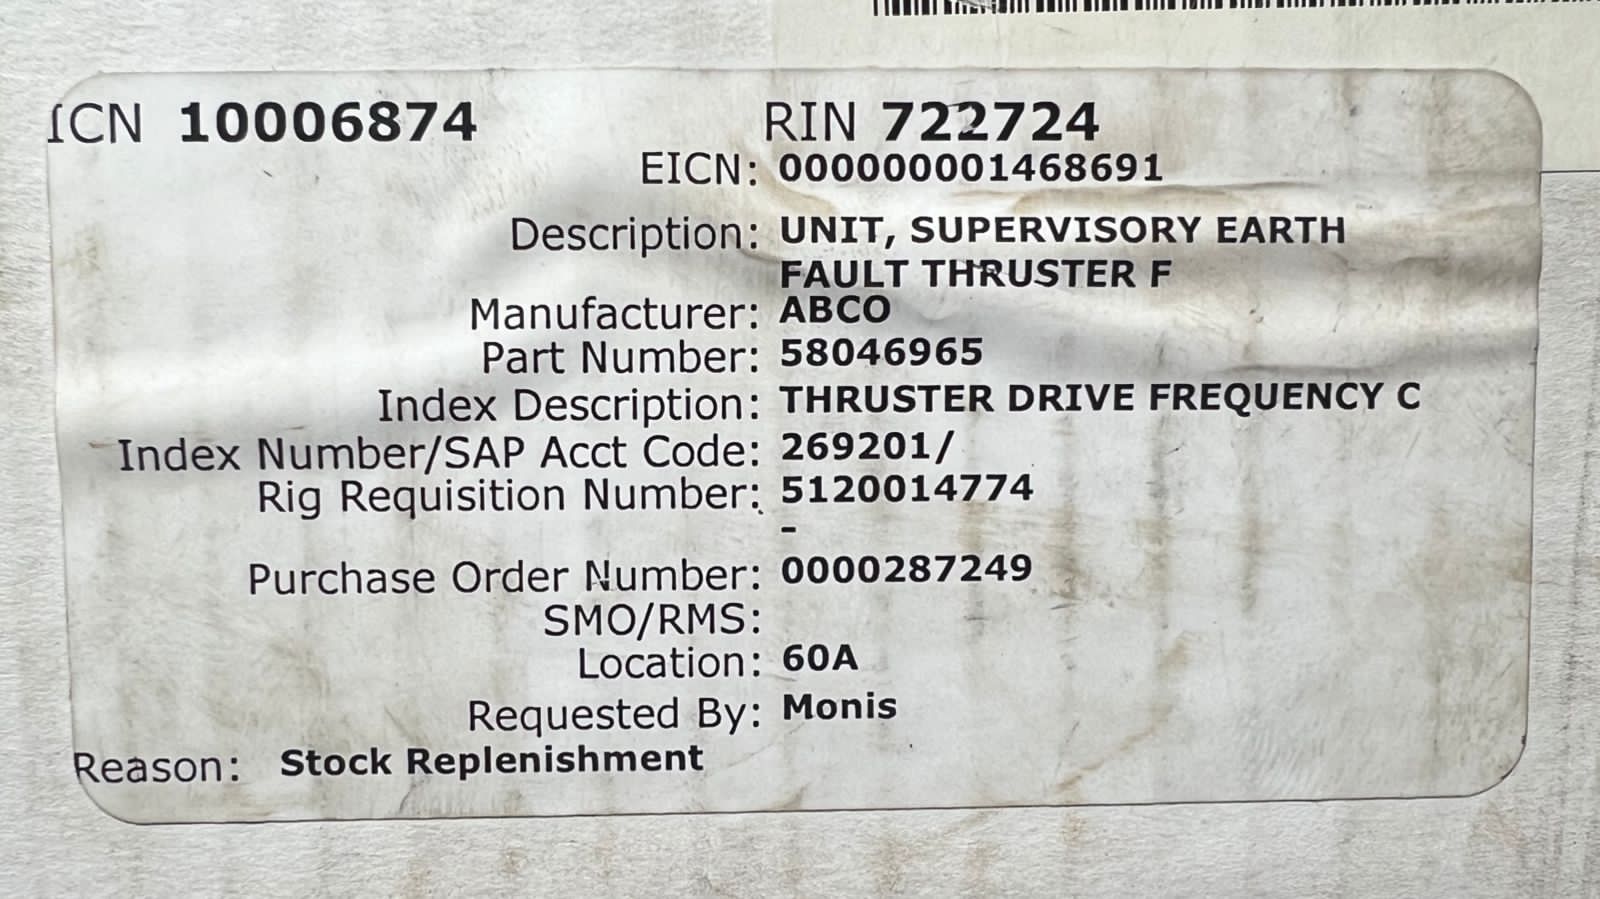 ICN 10006874 RIN 722724
EICN: 000000001468691
Description: UNIT, SUPERVISORY EARTH
FAULT THRUSTER F
Manufacturer: ABCO
Part Number: 58046965
Index Description: THRUSTER DRIVE FREQUENCY C
Index Number/SAP Acct Code: 269201/
Rig Requisition Number: 5120014774
-
Purchase Order Number: 0000287249
SMO/RMS:
Location: 60A
Requested By: Monis
Reason: Stock Replenishment